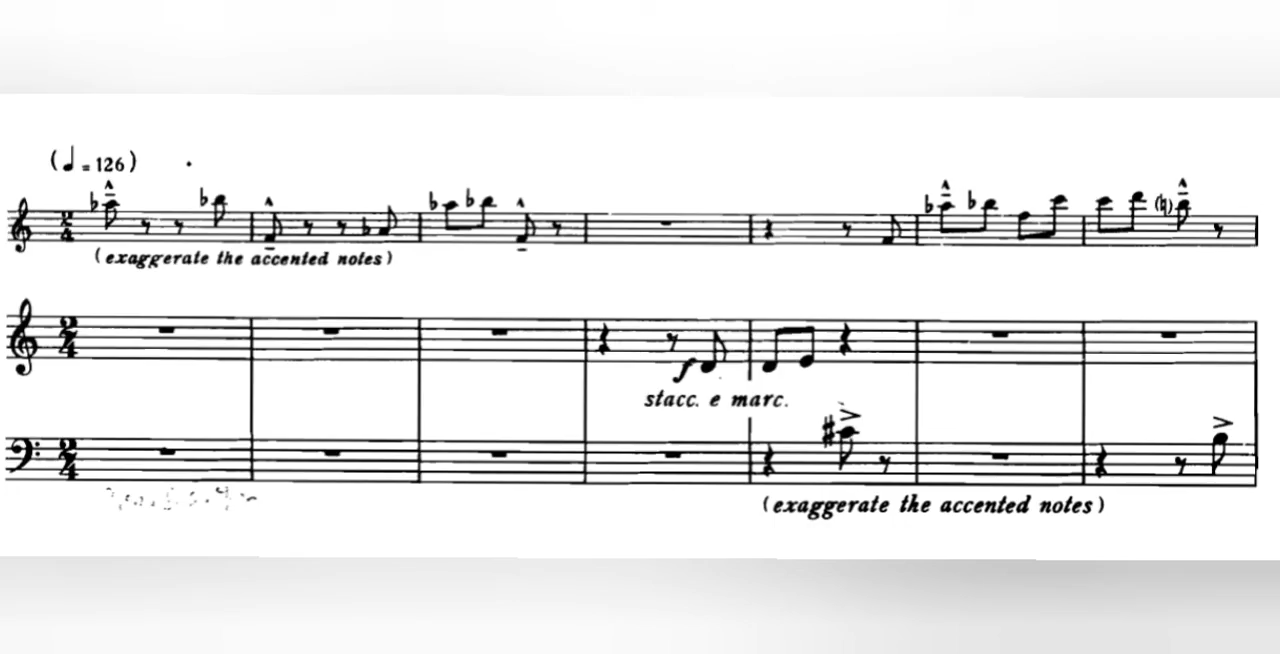 (♩ = 126)
(exaggerate the accented notes)
f
stacc. e marc.
(exaggerate the accented notes)